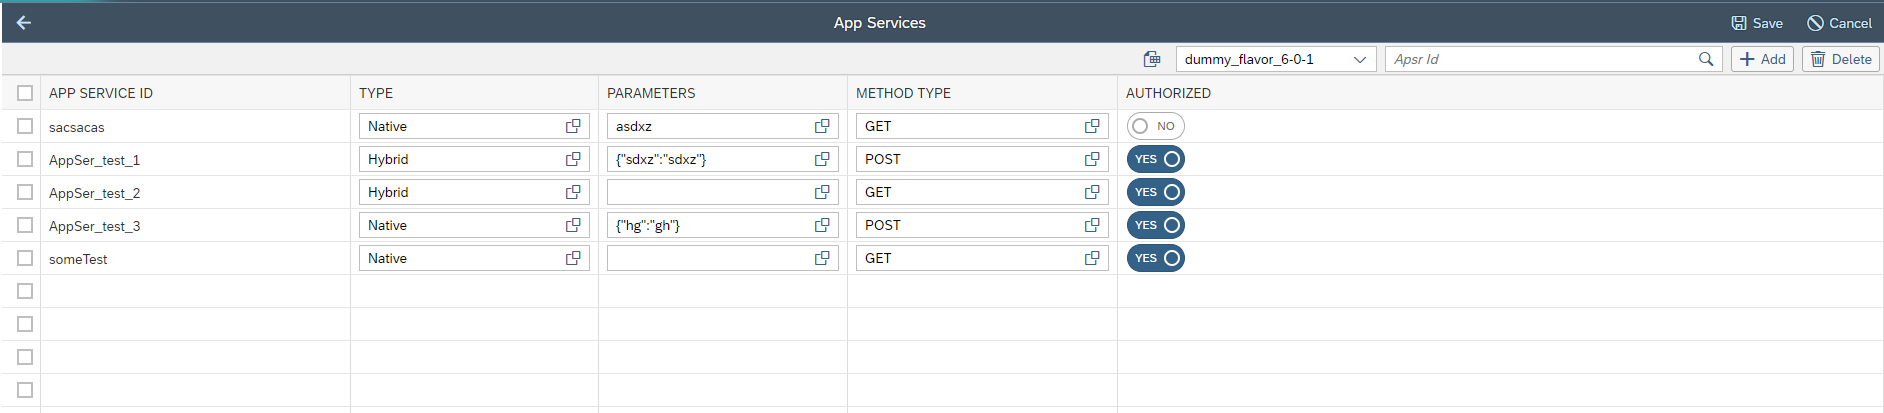 App Services Save Cancel
dummy_flavor_6-0-1 Apsr Id Add Delete
APP SERVICE ID TYPE PARAMETERS METHOD TYPE AUTHORIZED
sacsacas Native asdxz GET NO
AppSer_test_1 Hybrid {"sdxz":"sdxz"} POST YES
AppSer_test_2 Hybrid GET YES
AppSer_test_3 Native {"hg":"gh"} POST YES
someTest Native GET YES